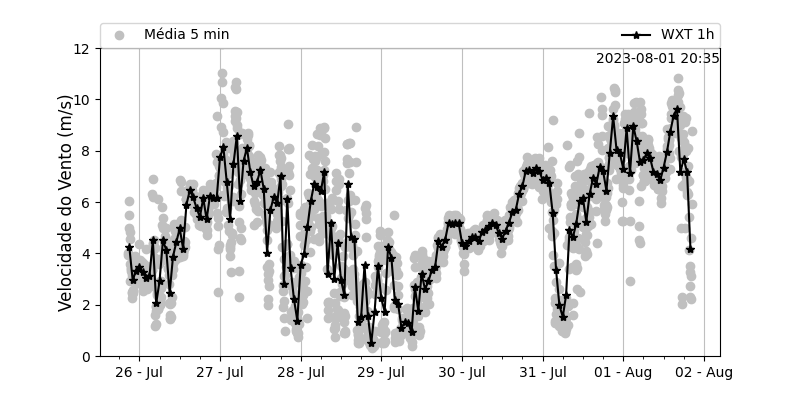 Média 5 min
WXT 1h
2023-08-01 20:35
Velocidade do Vento (m/s)
12
10
8
6
4
2
0
26 - Jul
27 - Jul
28 - Jul
29 - Jul
30 - Jul
31 - Jul
01 - Aug
02 - Aug